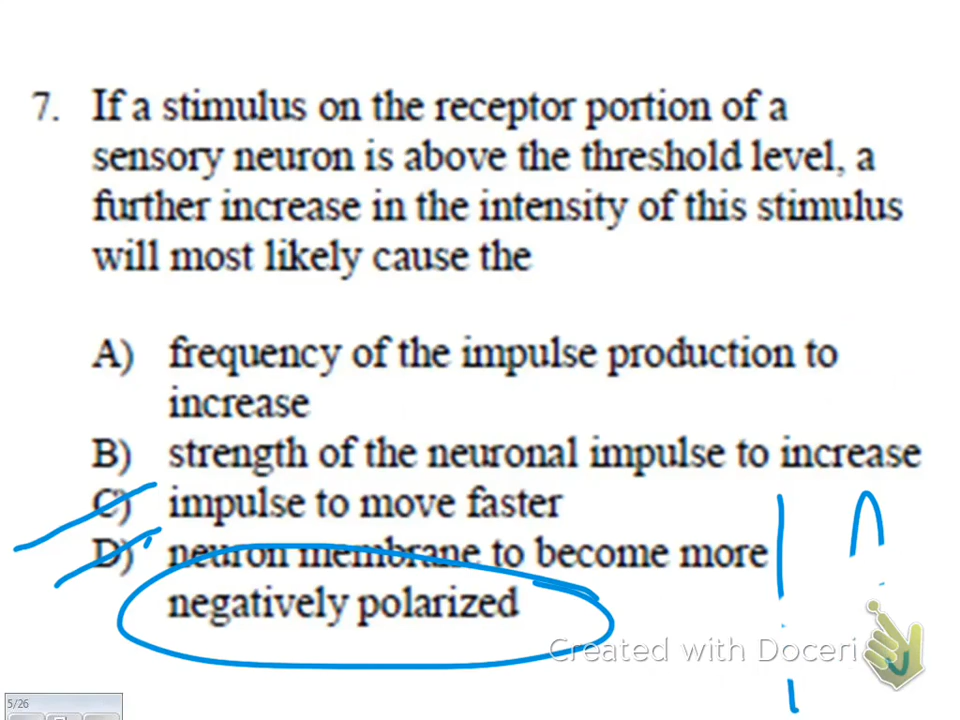 7. If a stimulus on the receptor portion of a
sensory neuron is above the threshold level, a
further increase in the intensity of this stimulus
will most likely cause the
A) frequency of the impulse production to
increase
B) strength of the neuronal impulse to increase
C) impulse to move faster
D) neuron membrane to become more
negatively polarized
Created with Doceri
5/26